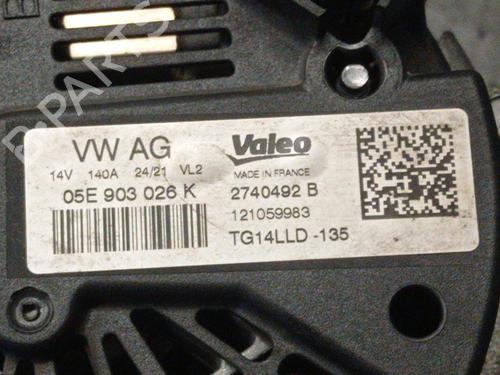 B
VW AG
14V 140A 24/21 VL2
05E 903 026 K
Valeo
MADE IN FRANCE
2740492 B
121059983
TG14LLD -135